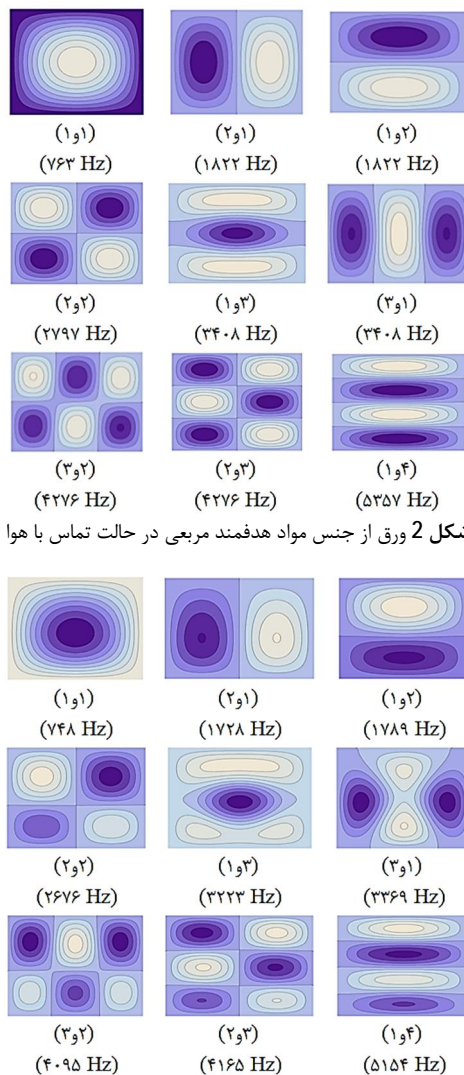 (۱و۱) (۱و۲) (۲و۱)
(۷۶۳ Hz) (۱۸۲۲ Hz) (۱۸۲۲ Hz)
(۲و۲) (۳و۱) (۱و۳)
(۲۷۹۷ Hz) (۳۴۰۸ Hz) (۳۴۰۸ Hz)
(۲و۳) (۳و۲) (۴و۱)
(۴۲۷۶ Hz) (۴۲۷۶ Hz) (۵۳۵۷ Hz)
شکل 2 ورق از جنس مواد هدفمند مربعی در حالت تماس با هوا
(۱و۱) (۱و۲) (۲و۱)
(۷۴۸ Hz) (۱۷۲۸ Hz) (۱۷۸۹ Hz)
(۲و۲) (۳و۱) (۱و۳)
(۲۶۷۶ Hz) (۳۲۲۳ Hz) (۳۳۶۹ Hz)
(۲و۳) (۳و۲) (۴و۱)
(۴۰۹۵ Hz) (۴۱۶۵ Hz) (۵۱۵۴ Hz)